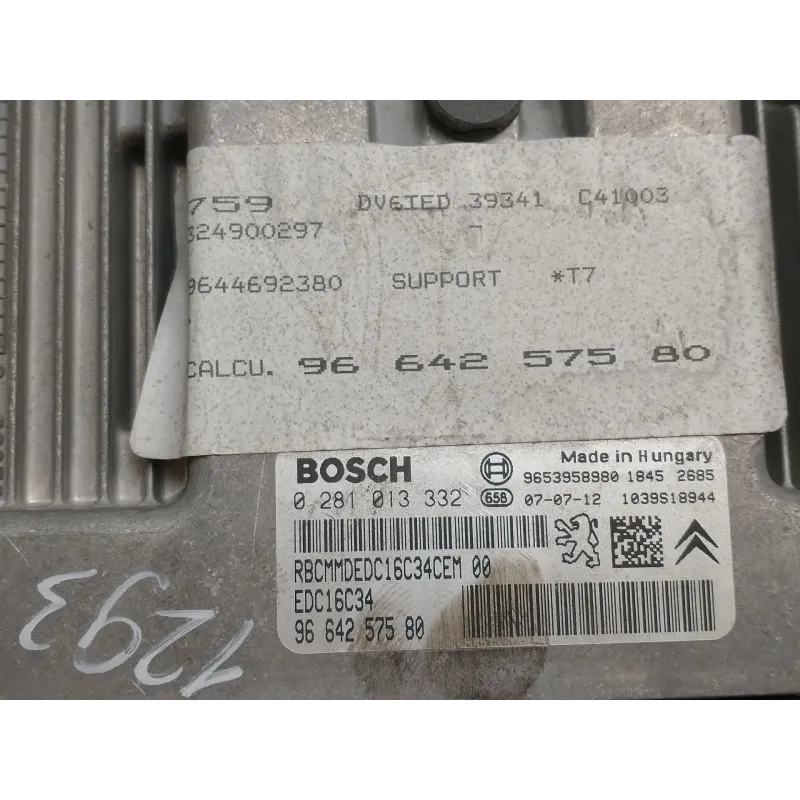 759 DV6TED 39341 C41003
324900297 -
9644692380 SUPPORT *T7
CALCU. 96 642 575 80
BOSCH Made in Hungary
9653958980 1845 2685
0 281 013 332 658 07-07-12 1039S18944
RBCMMDEDC16C34CEM 00
EDC16C34
96 642 575 80
1293